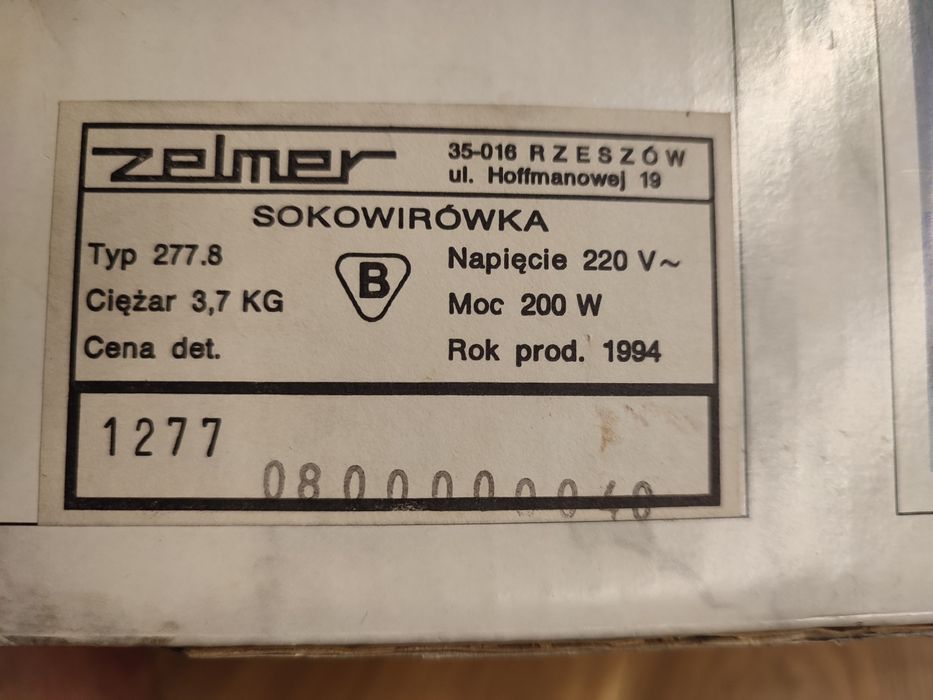 zelmer
35-016 RZESZÓW
ul. Hoffmanowej 19
SOKOWIRÓWKA
Typ 277.8
B
Napięcie 220 V~
Ciężar 3,7 KG
Moc 200 W
Cena det.
Rok prod. 1994
1277